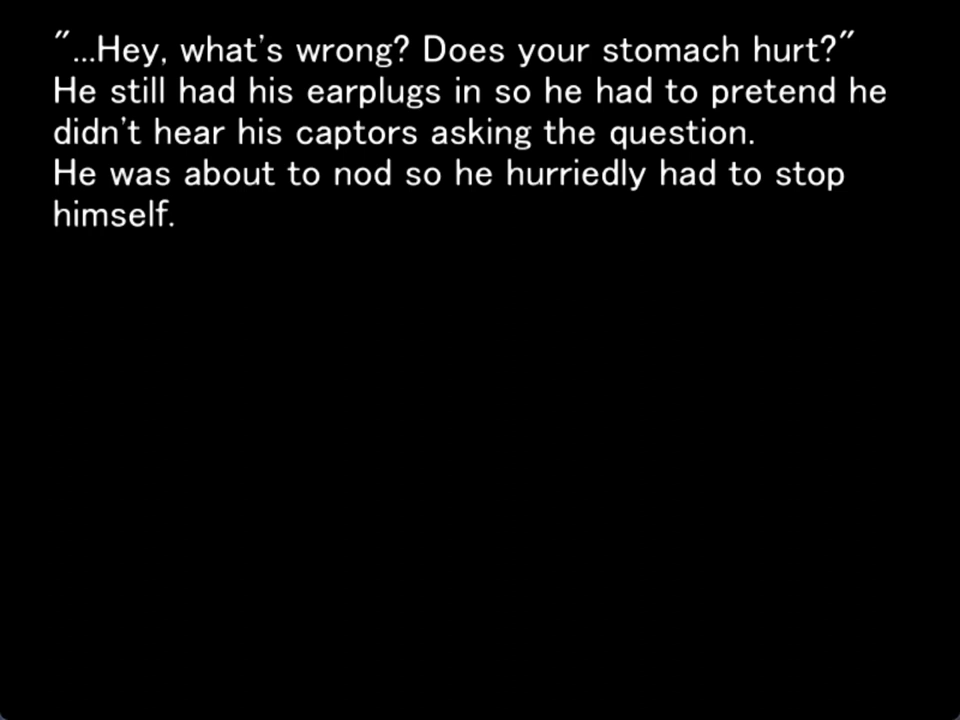 "...Hey, what's wrong? Does your stomach hurt?"
He still had his earplugs in so he had to pretend he
didn't hear his captors asking the question.
He was about to nod so he hurriedly had to stop
himself.